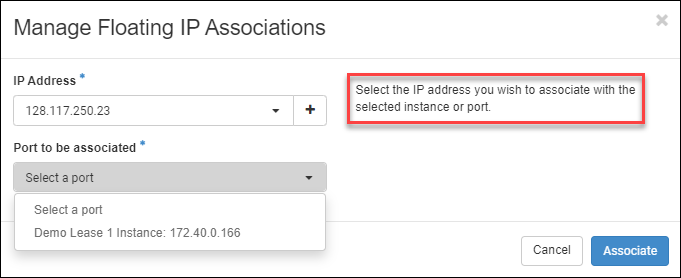 Manage Floating IP Associations
×
IP Address *
128.117.250.23
+
Select the IP address you wish to associate with the
selected instance or port.
Port to be associated *
Select a port
Select a port
Demo Lease 1 Instance: 172.40.0.166
Cancel
Associate